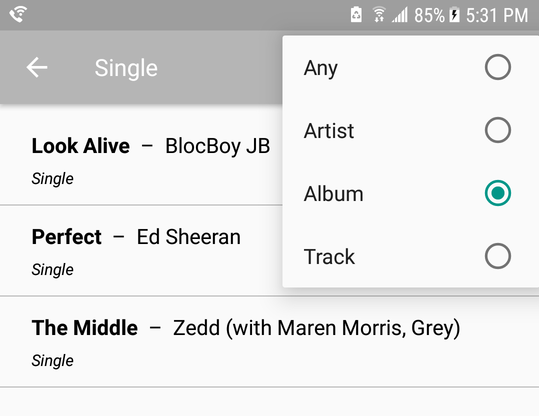 85% 5:31 PM
Single
Any
Artist
Album
Track
Look Alive – BlocBoy JB
Single
Perfect – Ed Sheeran
Single
The Middle – Zedd (with Maren Morris, Grey)
Single